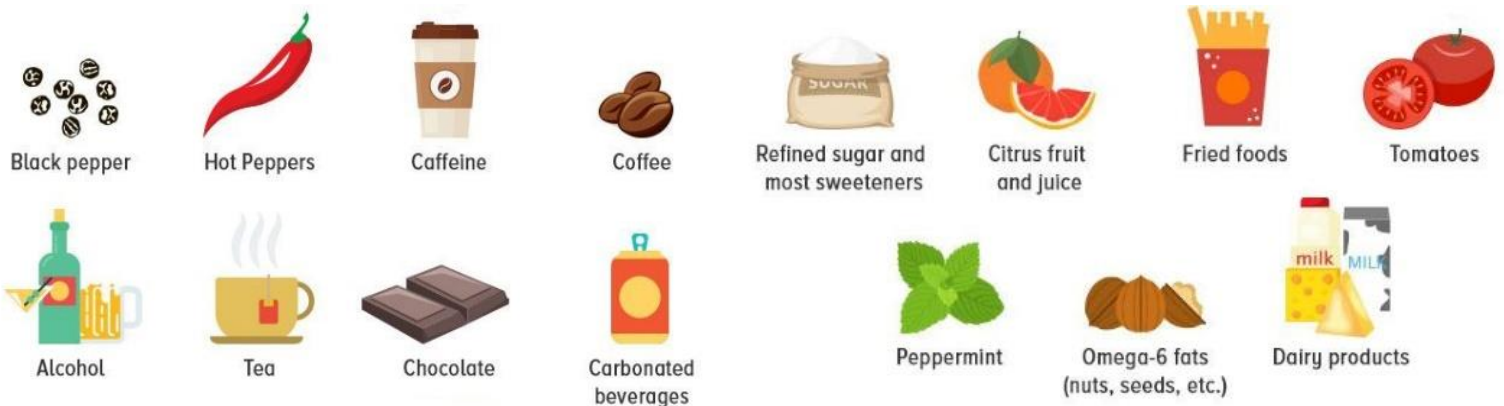 SUGAR
Black pepper
Hot Peppers
Caffeine
Coffee
Refined sugar and
most sweeteners
Citrus fruit
and juice
Fried foods
Tomatoes
milk
MILK
Alcohol
Tea
Chocolate
Carbonated
beverages
Peppermint
Omega-6 fats
(nuts, seeds, etc.)
Dairy products